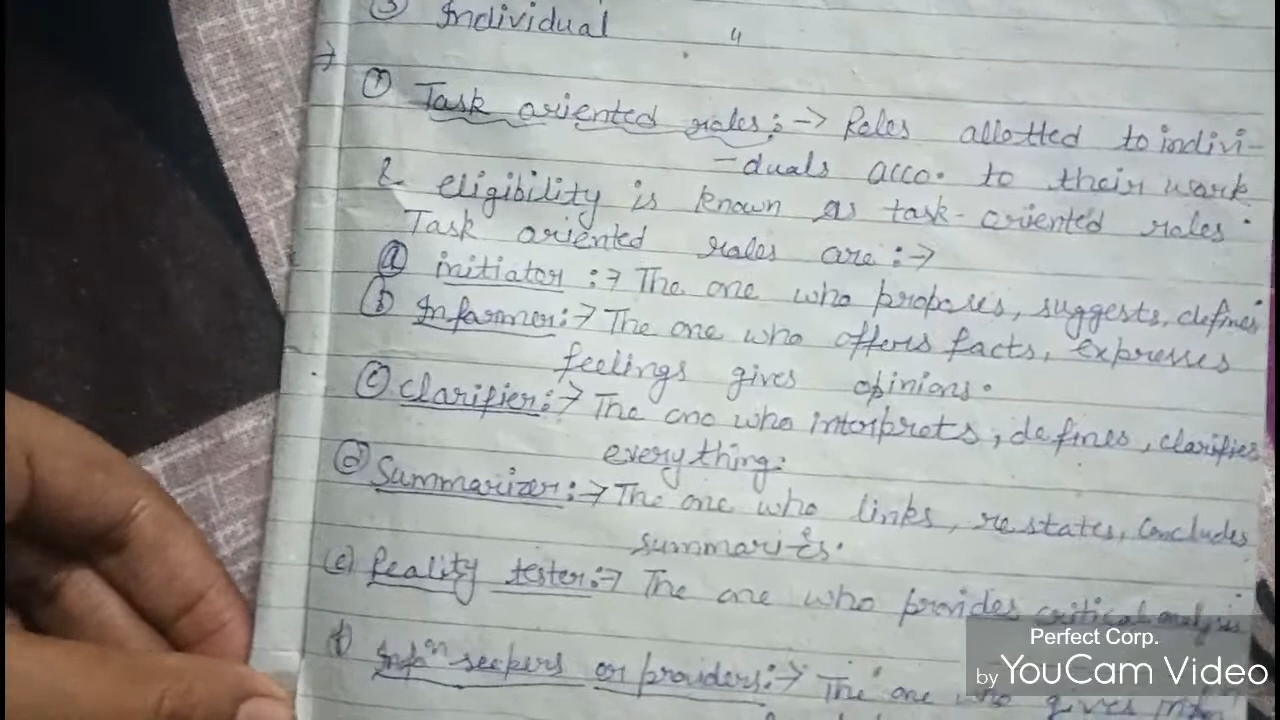 ③ Individual "
→
① Task oriented roles :-> Roles allotted to indivi-
-duals acco. to their work
& eligibility is known as task-oriented roles.
Task oriented roles are :->
ⓐ initiator :-> The one who proposes, suggests, defines
ⓑ Informer :-> The one who offers facts, expresses
feelings gives opinions.
ⓒ Clarifier :-> The one who interprets, defines, clarifies
everything.
ⓓ Summarizer :-> The one who links, restates, concludes
summaries.
(e) Reality tester :-> The one who provides critical analysis
f) Infoⁿ seekers or providers :-> The one who gives
Perfect Corp.
by YouCam Video